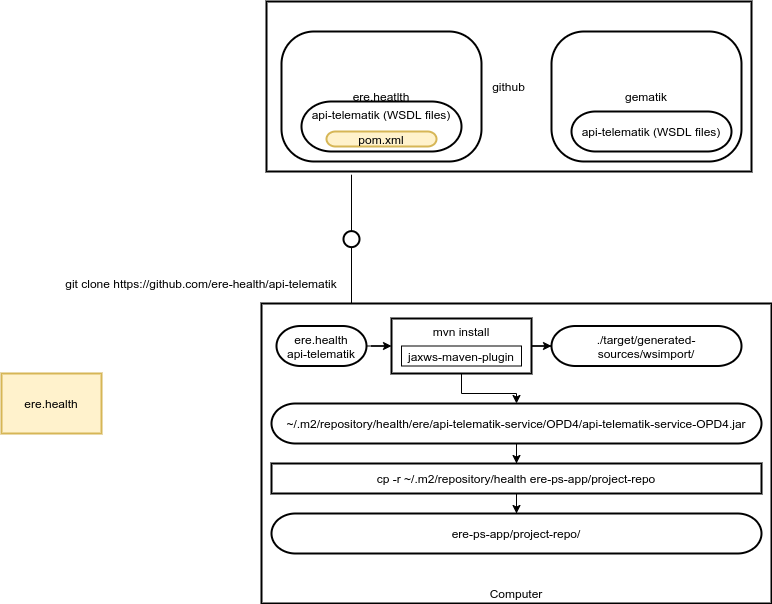 github
ere.heatlth
api-telematik (WSDL files)
pom.xml
gematik
api-telematik (WSDL files)
git clone https://github.com/ere-health/api-telematik
ere.health
api-telematik
mvn install
jaxws-maven-plugin
./target/generated-
sources/wsimport/
~/.m2/repository/health/ere/api-telematik-service/OPD4/api-telematik-service-OPD4.jar
cp -r ~/.m2/repository/health ere-ps-app/project-repo
ere-ps-app/project-repo/
Computer
ere.health